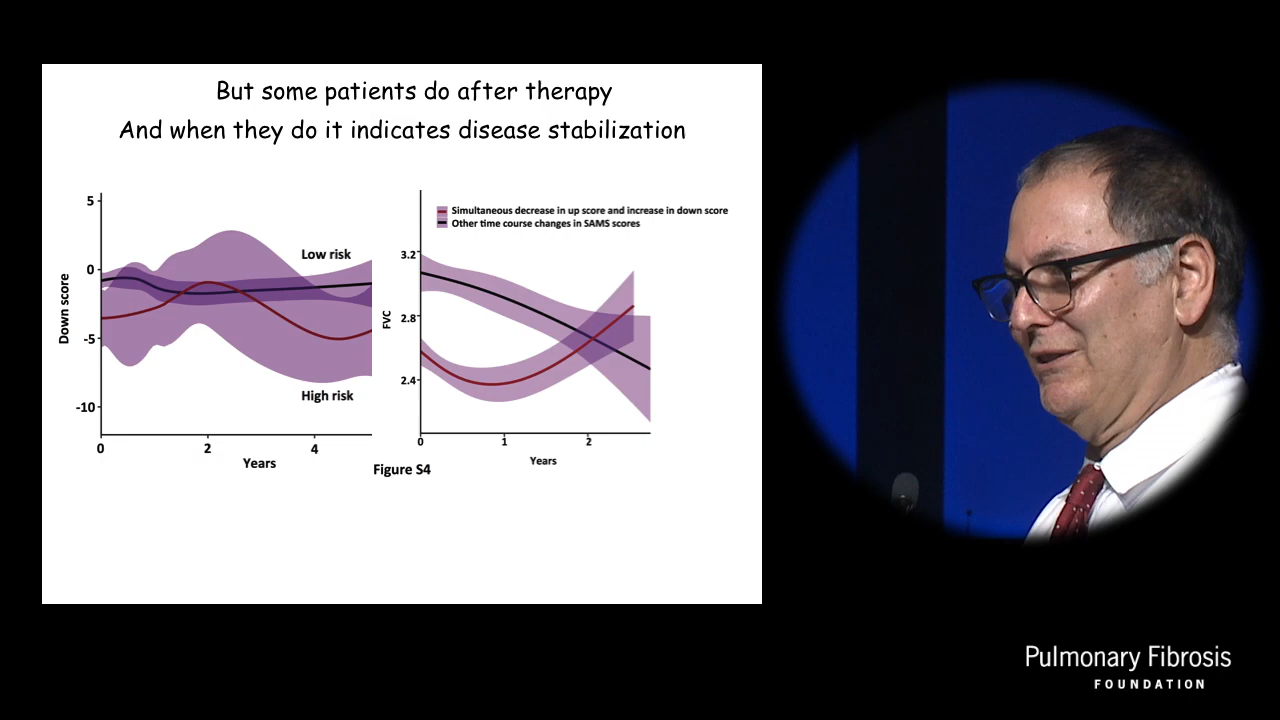 But some patients do after therapy
And when they do it indicates disease stabilization
5
0
-5
-10
Down score
Low risk
High risk
0
2
4
Years
Simultaneous decrease in up score and increase in down score
Other time course changes in SAMS scores
3.2
2.8
2.4
FVC
0
1
2
Years
Figure S4
Pulmonary Fibrosis
FOUNDATION